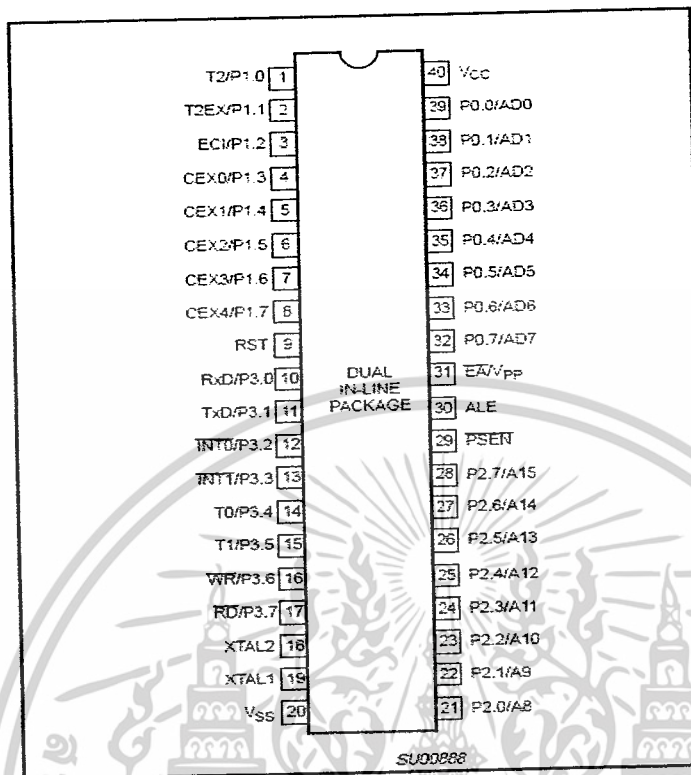 T2/P1.0 1 40 VCC
T2EX/P1.1 2 39 P0.0/AD0
ECI/P1.2 3 38 P0.1/AD1
CEX0/P1.3 4 37 P0.2/AD2
CEX1/P1.4 5 36 P0.3/AD3
CEX2/P1.5 6 35 P0.4/AD4
CEX3/P1.6 7 34 P0.5/AD5
CEX4/P1.7 8 33 P0.6/AD6
RST 9 32 P0.7/AD7
RxD/P3.0 10 31 E̅A̅/VPP
TxD/P3.1 11 30 ALE
I̅N̅T̅0̅/P3.2 12 29 P̅S̅E̅N̅
I̅N̅T̅1̅/P3.3 13 28 P2.7/A15
T0/P3.4 14 27 P2.6/A14
T1/P3.5 15 26 P2.5/A13
W̅R̅/P3.6 16 25 P2.4/A12
R̅D̅/P3.7 17 24 P2.3/A11
XTAL2 18 23 P2.2/A10
XTAL1 19 22 P2.1/A9
VSS 20 21 P2.0/A8
DUAL
IN-LINE
PACKAGE
SU00888